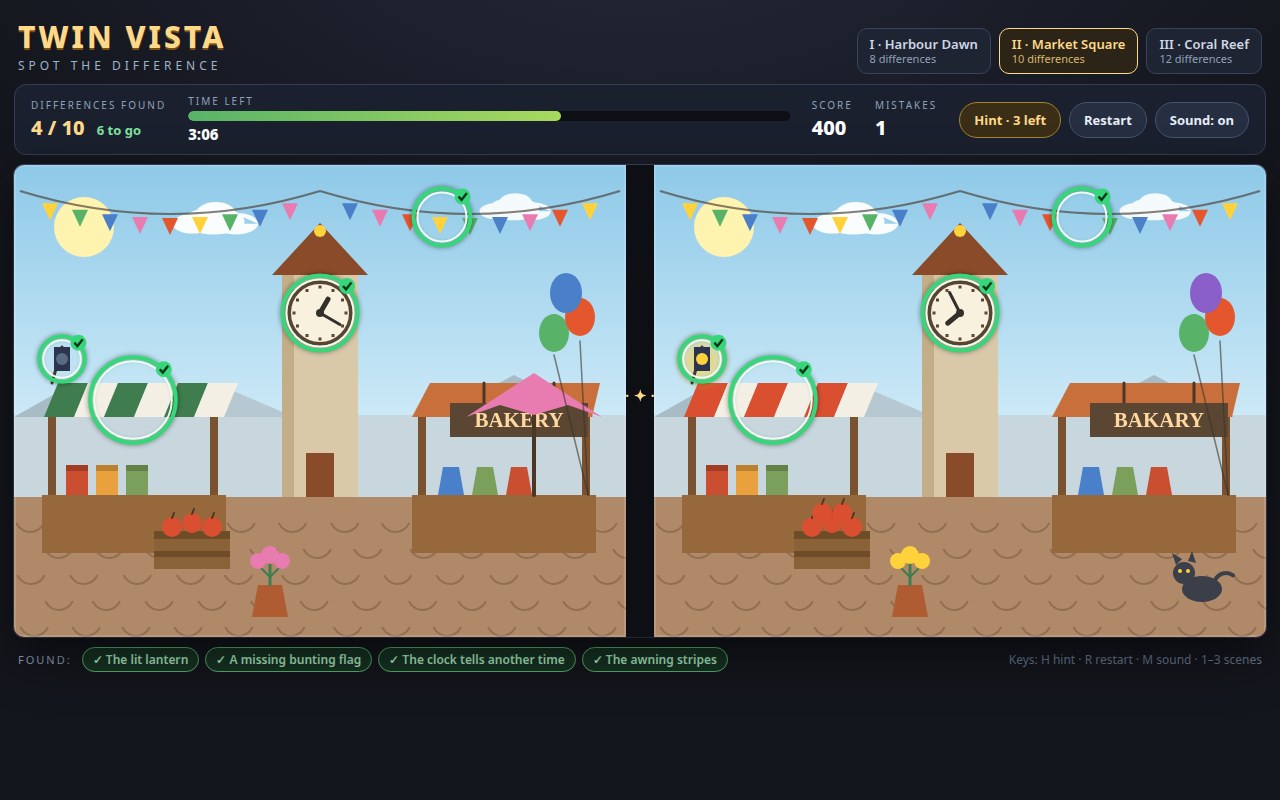 TWIN VISTA
SPOT THE DIFFERENCE
I · Harbour Dawn
8 differences
II · Market Square
10 differences
III · Coral Reef
12 differences
DIFFERENCES FOUND
4 / 10 6 to go
TIME LEFT
3:06
SCORE
400
MISTAKES
1
Hint · 3 left
Restart
Sound: on
BAKERY
BAKARY
FOUND:
✓ The lit lantern
✓ A missing bunting flag
✓ The clock tells another time
✓ The awning stripes
Keys: H hint · R restart · M sound · 1–3 scenes